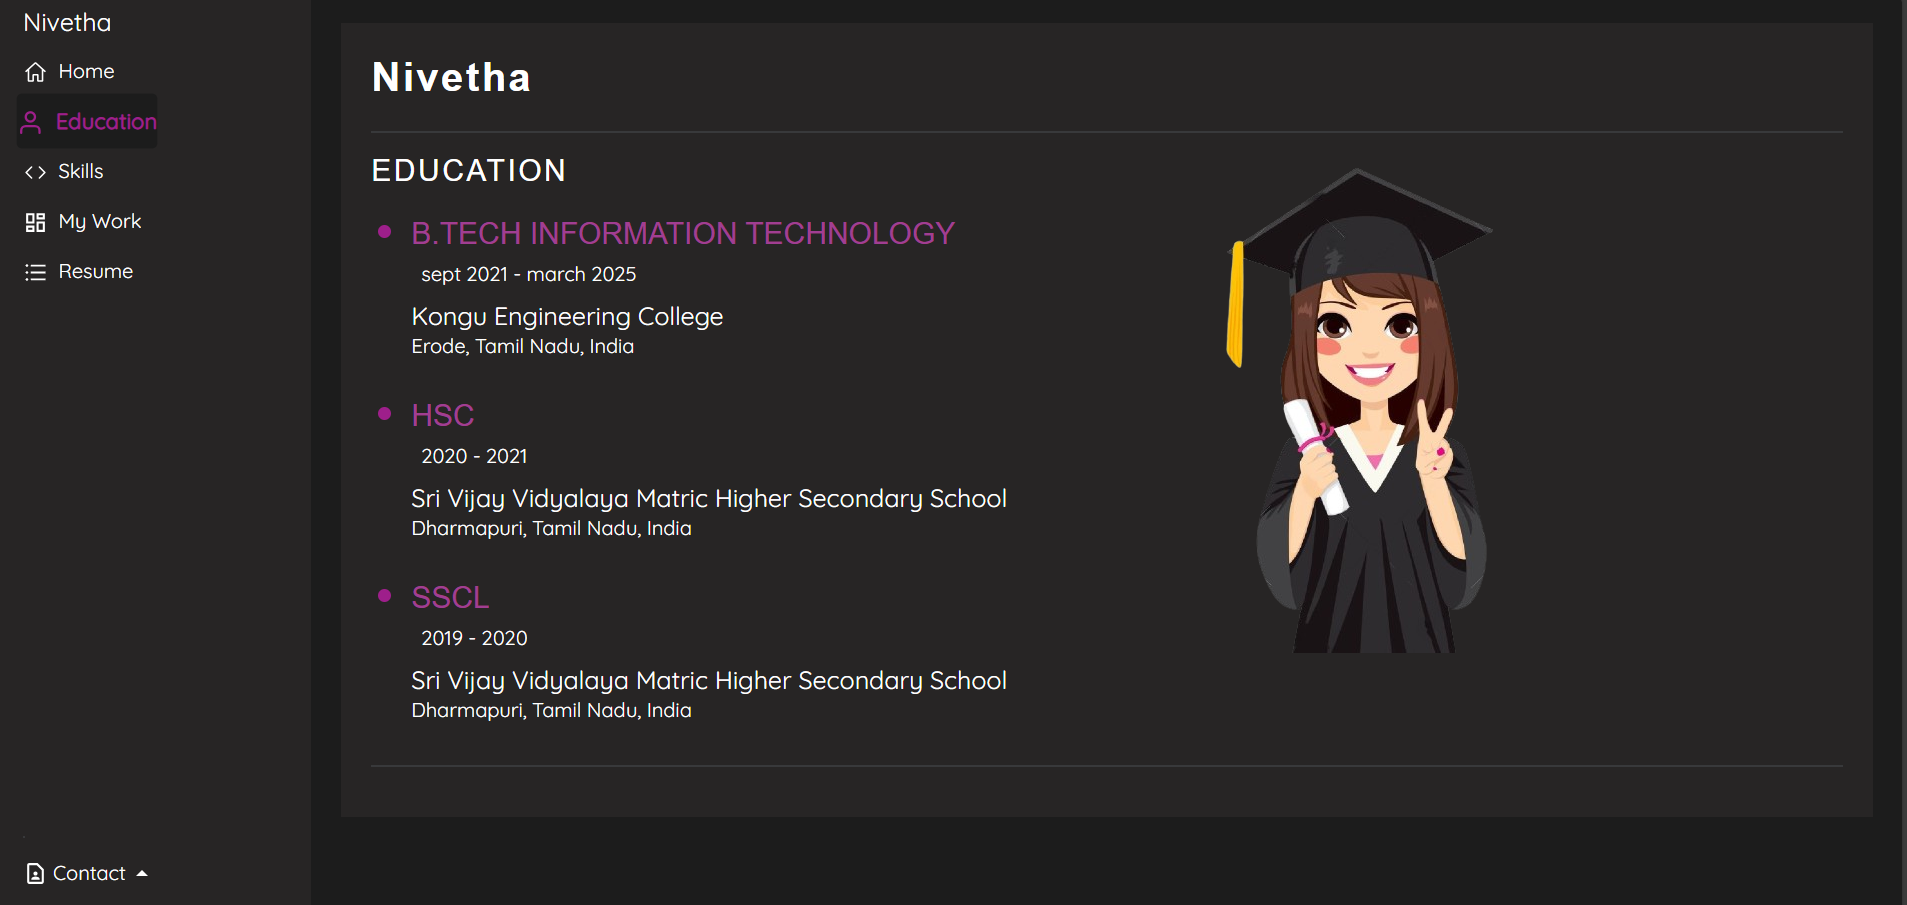 Nivetha
Home
Education
Skills
My Work
Resume
Contact
Nivetha
EDUCATION
B.TECH INFORMATION TECHNOLOGY
sept 2021 - march 2025
Kongu Engineering College
Erode, Tamil Nadu, India
HSC
2020 - 2021
Sri Vijay Vidyalaya Matric Higher Secondary School
Dharmapuri, Tamil Nadu, India
SSCL
2019 - 2020
Sri Vijay Vidyalaya Matric Higher Secondary School
Dharmapuri, Tamil Nadu, India